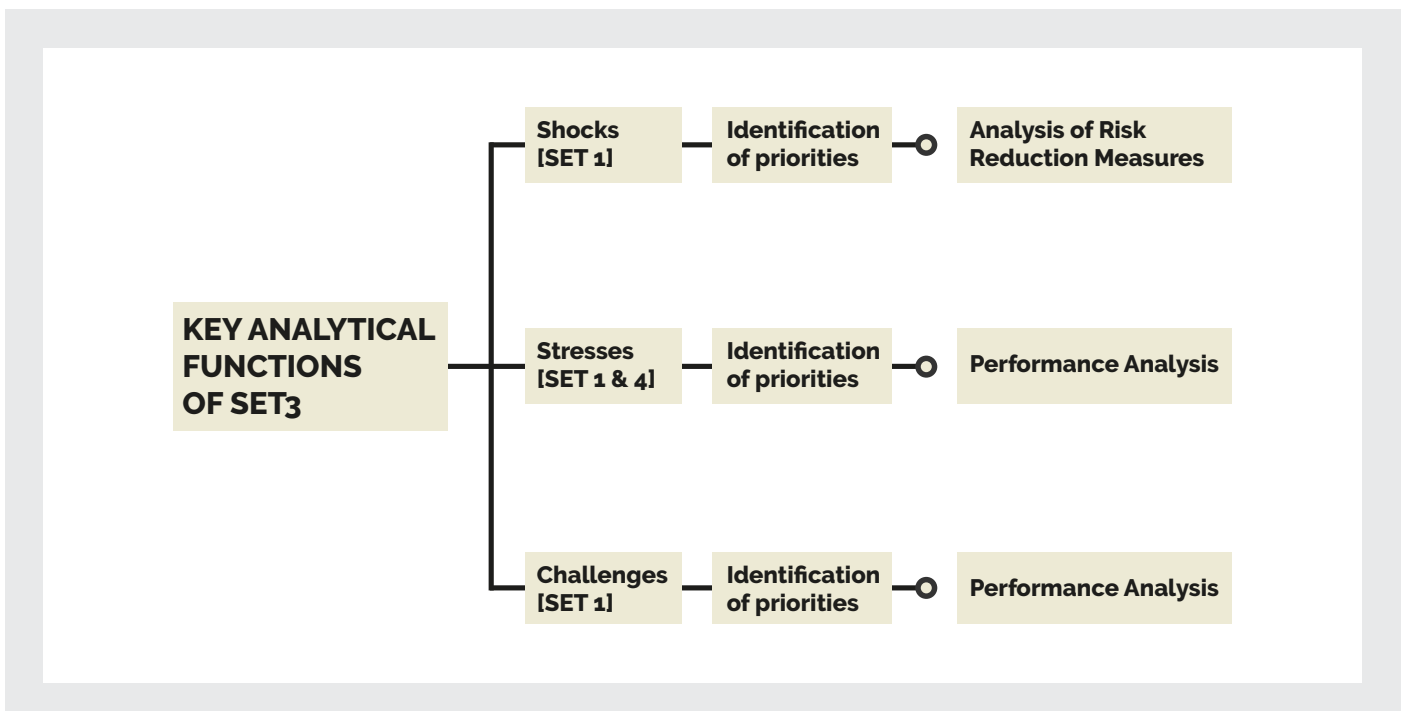 KEY ANALYTICAL
FUNCTIONS
OF SET3
Shocks
[SET 1]
Identification
of priorities
Analysis of Risk
Reduction Measures
Stresses
[SET 1 & 4]
Identification
of priorities
Performance Analysis
Challenges
[SET 1]
Identification
of priorities
Performance Analysis